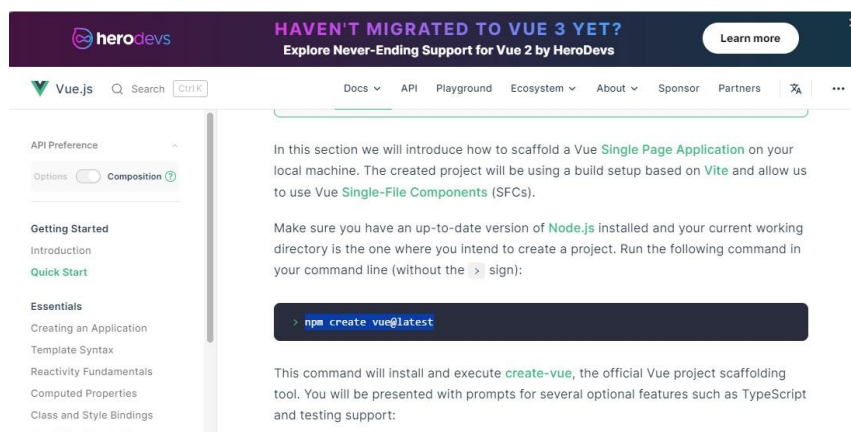 herodevs
HAVEN'T MIGRATED TO VUE 3 YET?
Explore Never-Ending Support for Vue 2 by HeroDevs
Learn more
Vue.js
Search
Ctrl K
Docs
API
Playground
Ecosystem
About
Sponsor
Partners
API Preference
Options
Composition ?
Getting Started
Introduction
Quick Start
Essentials
Creating an Application
Template Syntax
Reactivity Fundamentals
Computed Properties
Class and Style Bindings
In this section we will introduce how to scaffold a Vue Single Page Application on your
local machine. The created project will be using a build setup based on Vite and allow us
to use Vue Single-File Components (SFCs).
Make sure you have an up-to-date version of Node.js installed and your current working
directory is the one where you intend to create a project. Run the following command in
your command line (without the > sign):
> npm create vue@latest
This command will install and execute create-vue, the official Vue project scaffolding
tool. You will be presented with prompts for several optional features such as TypeScript
and testing support: